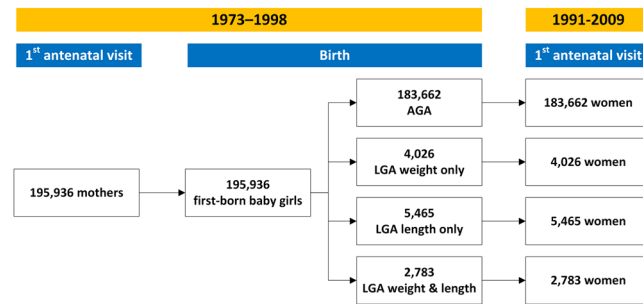 1973–1998
1991-2009
1st antenatal visit
Birth
1st antenatal visit
183,662
AGA
183,662 women
4,026
LGA weight only
4,026 women
195,936 mothers
195,936
first-born baby girls
5,465
LGA length only
5,465 women
2,783
LGA weight & length
2,783 women